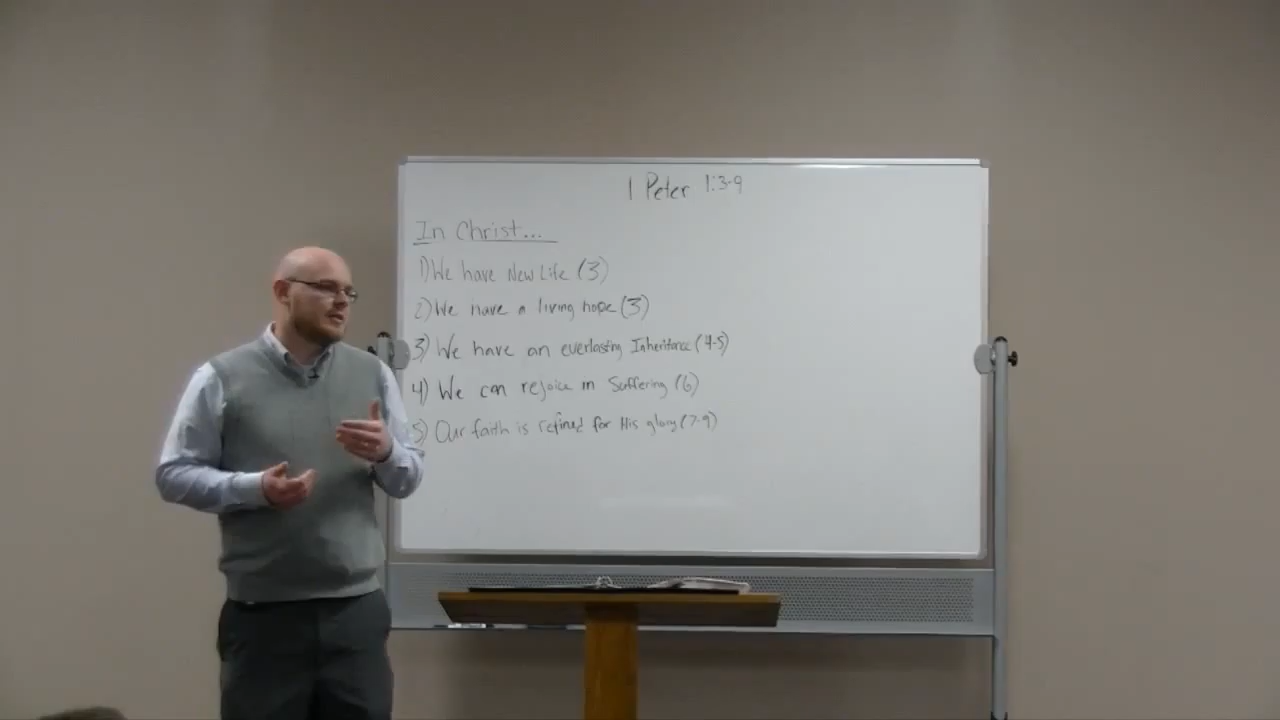 1 Peter 1:3-9
In Christ...
1) We have New Life (3)
2) We have a living hope (3)
3) We have an everlasting Inheritance (4-5)
4) We can rejoice in Suffering (6)
5) Our faith is refined for His glory (7-9)